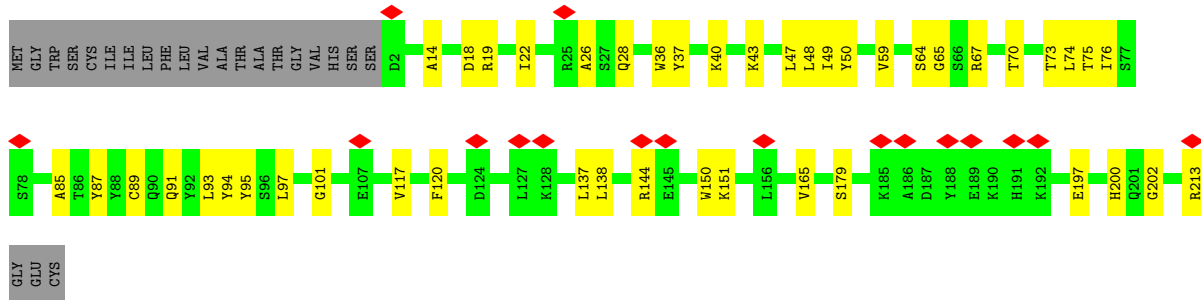 MET GLY TRP SER CYS ILE ILE LEU PHE LEU VAL ALA THR ALA THR GLY VAL HIS SER SER D2 A14 D18 R19 I22 R25 A26 S27 Q28 W36 Y37 K40 K43 L47 L48 I49 Y50 V59 S64 G65 S66 R67 T70 T73 L74 T75 I76 S77
S78 A85 T86 Y87 Y88 C89 Q90 Q91 Y92 L93 Y94 Y95 S96 L97 G101 E107 V117 F120 D124 L127 K128 L137 L138 R144 E145 W150 K151 L156 V165 S179 K185 A186 D187 Y188 E189 K190 H191 K192 E197 H200 Q201 G202 R213
GLY GLU CYS